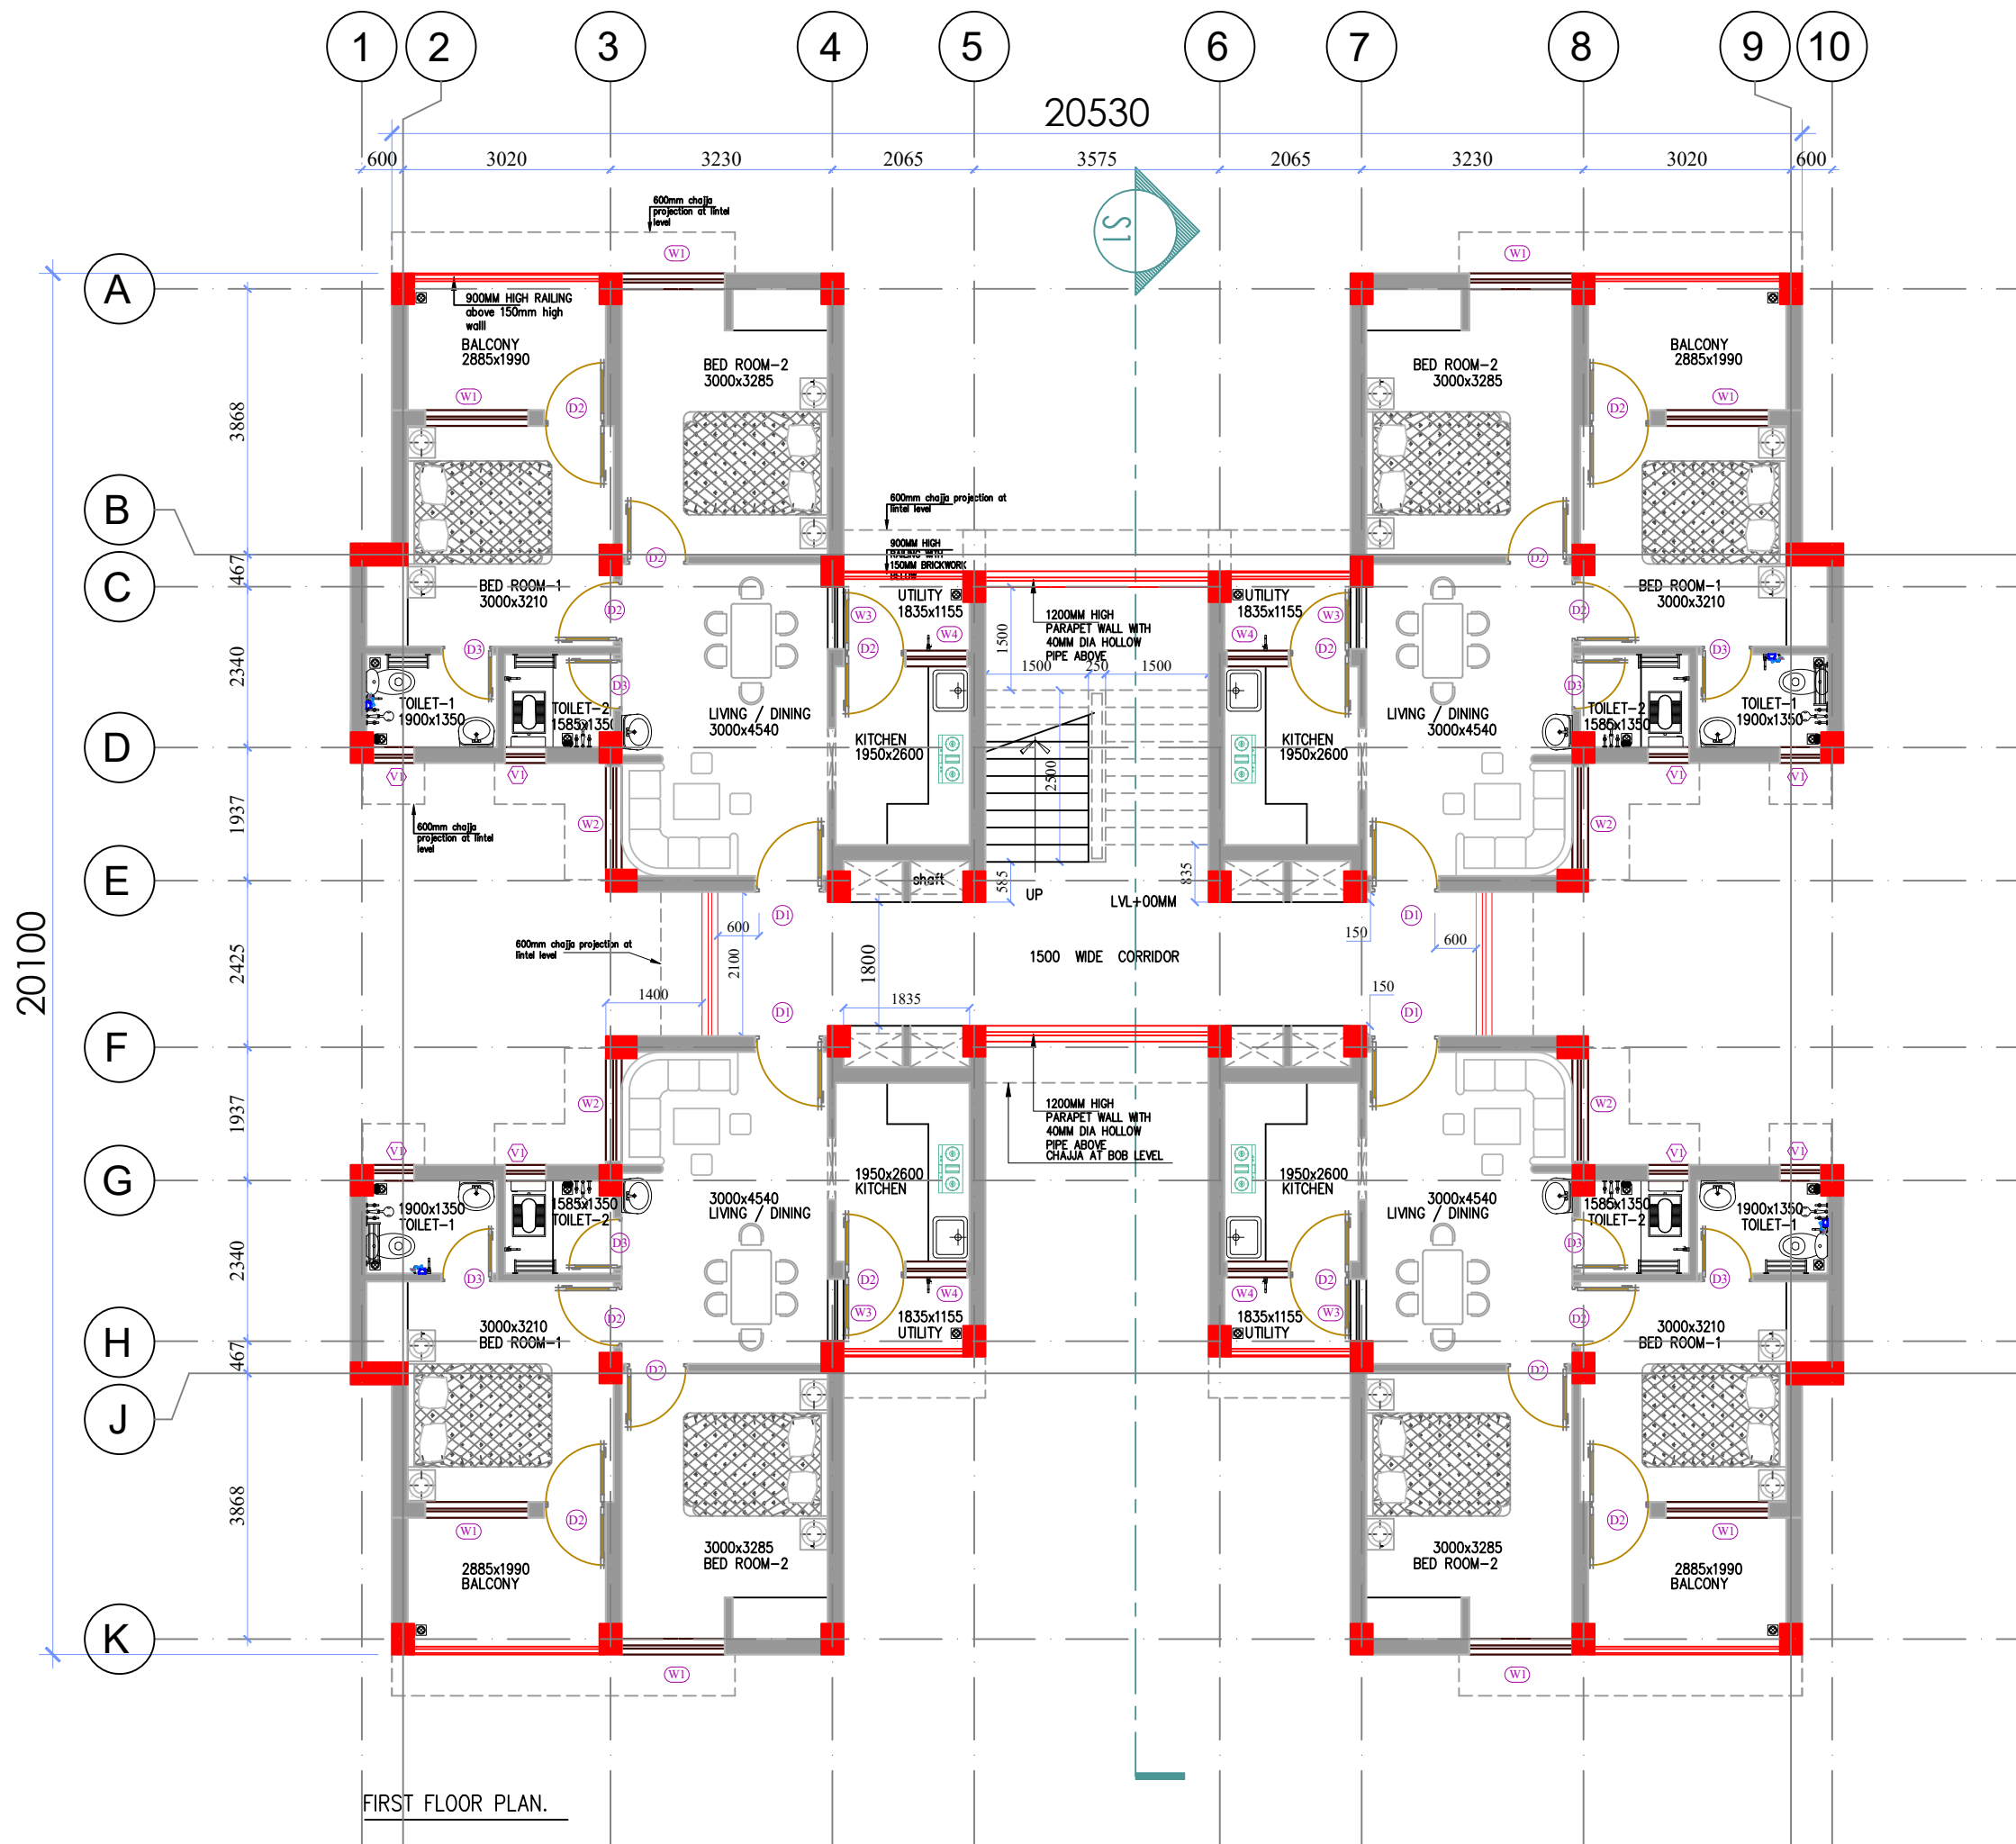 1 2 3 4 5 6 7 8 9 10
20530
600 3020 3230 2065 3575 2065 3230 3020 600
600mm chajja
projection at lintel
level
S1
W1 W1
A
900MM HIGH RAILING
above 150mm high
walll
BALCONY
2885x1990
BED ROOM-2
3000x3285
BED ROOM-2
3000x3285
BALCONY
2885x1990
W1 D2 D2 W1
3868
B
600mm chajja projection at
lintel level
900MM HIGH
RAILING WITH
150MM BRICKWORK
BELOW
D2 D2
467
C
BED ROOM-1
3000x3210
D2
UTILITY
1835x1155
W3 D2 W4
1500
1200MM HIGH
PARAPET WALL WITH
40MM DIA HOLLOW
PIPE ABOVE
1500 250 1500
UTILITY
1835x1155
W4 W3 D2
D2
BED ROOM-1
3000x3210
2340
D3 D3 D3 D3
TOILET-1
1900x1350
TOILET-2
1585x1350
LIVING / DINING
3000x4540
KITCHEN
1950x2600
KITCHEN
1950x2600
LIVING / DINING
3000x4540
TOILET-2
1585x1350
TOILET-1
1900x1350
D
V1 V1 V1 V1
2500
1937
600mm chajja
projection at lintel
level
W2 W2
E
shaft
585
UP
835
LVL+00MM
D1 D1
600 150 600
600mm chajja projection at
lintel level
2100
1800
1500 WIDE CORRIDOR
2425
20100
1400 1835 150
D1 D1
F
W2 W2
1937
1200MM HIGH
PARAPET WALL WITH
40MM DIA HOLLOW
PIPE ABOVE
CHAJJA AT BOB LEVEL
V1 V1 V1 V1
G
1900x1350
TOILET-1
1585x1350
TOILET-2
3000x4540
LIVING / DINING
1950x2600
KITCHEN
1950x2600
KITCHEN
3000x4540
LIVING / DINING
1585x1350
TOILET-2
1900x1350
TOILET-1
2340
D3 D3 D3 D3
D2 W3 W4 W4 D2 W3
H
3000x3210
BED ROOM-1
D2
1835x1155
UTILITY
1835x1155
UTILITY
D2
3000x3210
BED ROOM-1
467
D2 D2
J
3868
W1 D2 D2 W1
2885x1990
BALCONY
3000x3285
BED ROOM-2
3000x3285
BED ROOM-2
2885x1990
BALCONY
K
W1 W1
FIRST FLOOR PLAN.